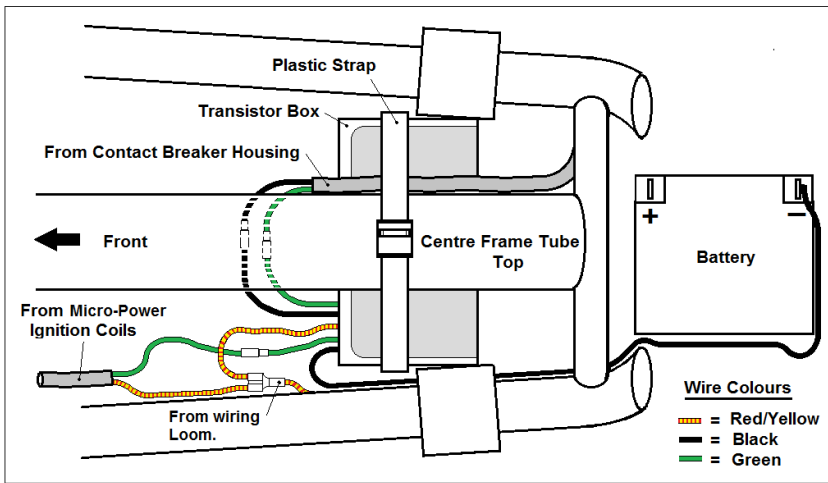 Plastic Strap
Transistor Box
From Contact Breaker Housing
+
–
Front
Centre Frame Tube
Top
Battery
From Micro-Power
Ignition Coils
From wiring
Loom.
Wire Colours
= Red/Yellow
= Black
= Green